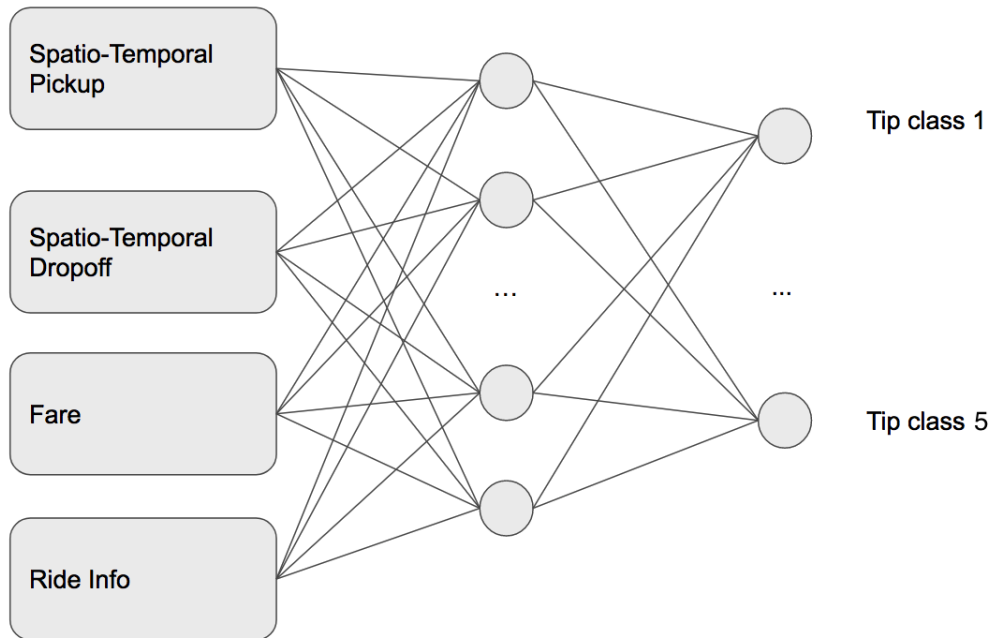 Spatio-Temporal
Pickup
Spatio-Temporal
Dropoff
Fare
Ride Info
...
...
Tip class 1
Tip class 5